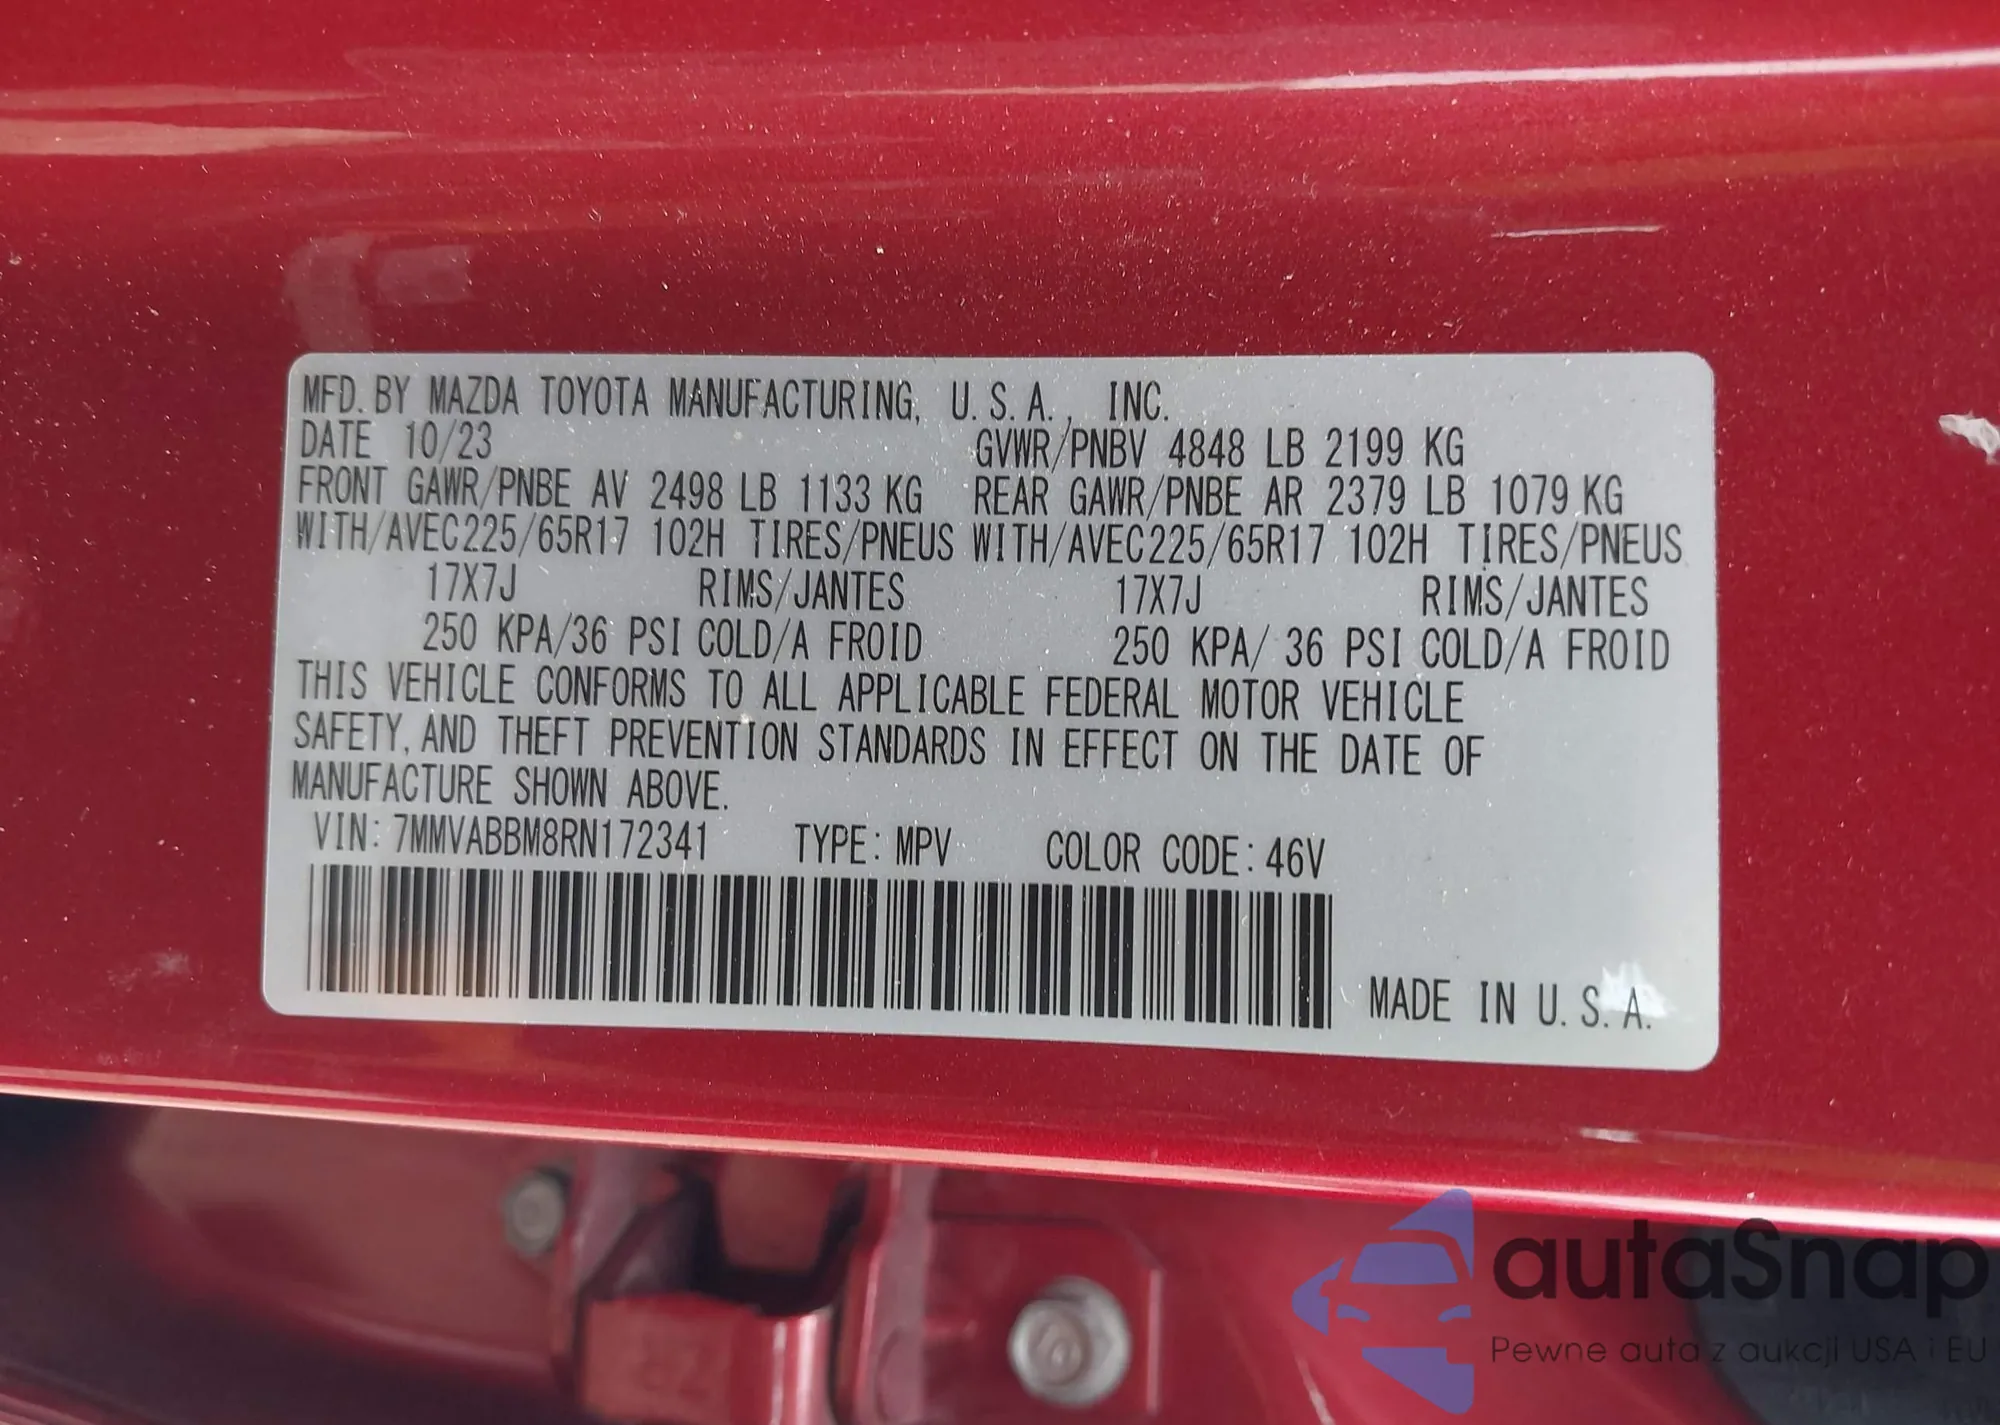 MFD. BY MAZDA TOYOTA MANUFACTURING, U.S.A., INC.
DATE 10/23 GVWR/PNBV 4848 LB 2199 KG
FRONT GAWR/PNBE AV 2498 LB 1133 KG REAR GAWR/PNBE AR 2379 LB 1079 KG
WITH/AVEC225/65R17 102H TIRES/PNEUS WITH/AVEC225/65R17 102H TIRES/PNEUS
17X7J RIMS/JANTES 17X7J RIMS/JANTES
250 KPA/36 PSI COLD/A FROID 250 KPA/ 36 PSI COLD/A FROID
THIS VEHICLE CONFORMS TO ALL APPLICABLE FEDERAL MOTOR VEHICLE
SAFETY, AND THEFT PREVENTION STANDARDS IN EFFECT ON THE DATE OF
MANUFACTURE SHOWN ABOVE.
VIN: 7MMVABBM8RN172341 TYPE: MPV COLOR CODE: 46V
MADE IN U.S.A.
autaSnap
Pewne auta z aukcji USA i EU